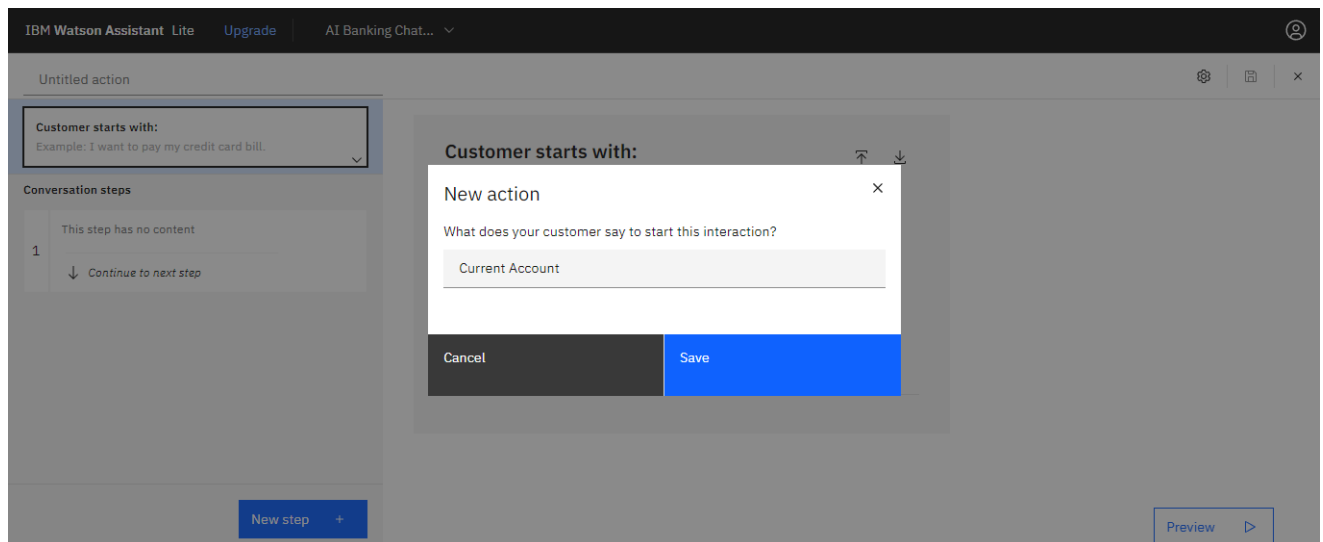 IBM Watson Assistant Lite Upgrade AI Banking Chat...
Untitled action
Customer starts with:
Example: I want to pay my credit card bill.
Conversation steps
1
This step has no content
Continue to next step
New step +
Customer starts with:
New action
What does your customer say to start this interaction?
Current Account
Cancel Save
Preview